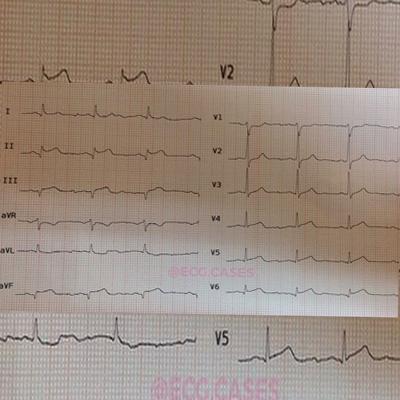 V2
I
II
III
aVR
aVL
aVF
V1
V2
V3
V4
V5
V6
@ECG.CASES
V5
@ECG.CASES